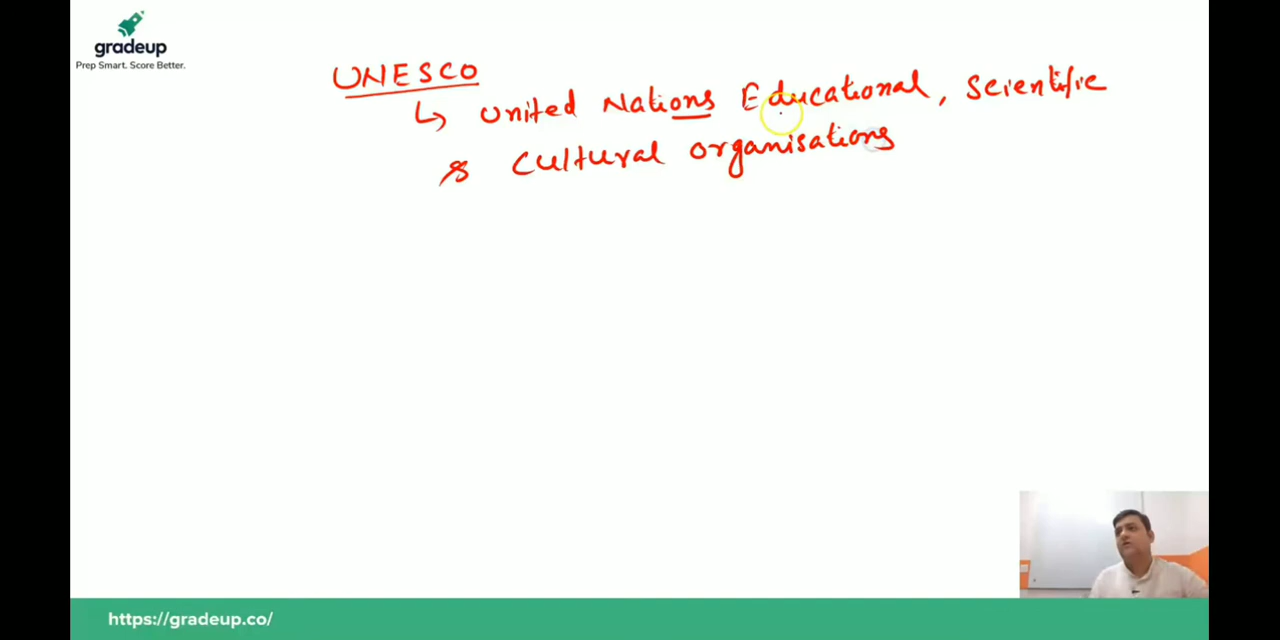 gradeup
Prep Smart. Score Better.
UNESCO
↳ United Nations Educational, Scientific
& Cultural Organisations
https://gradeup.co/